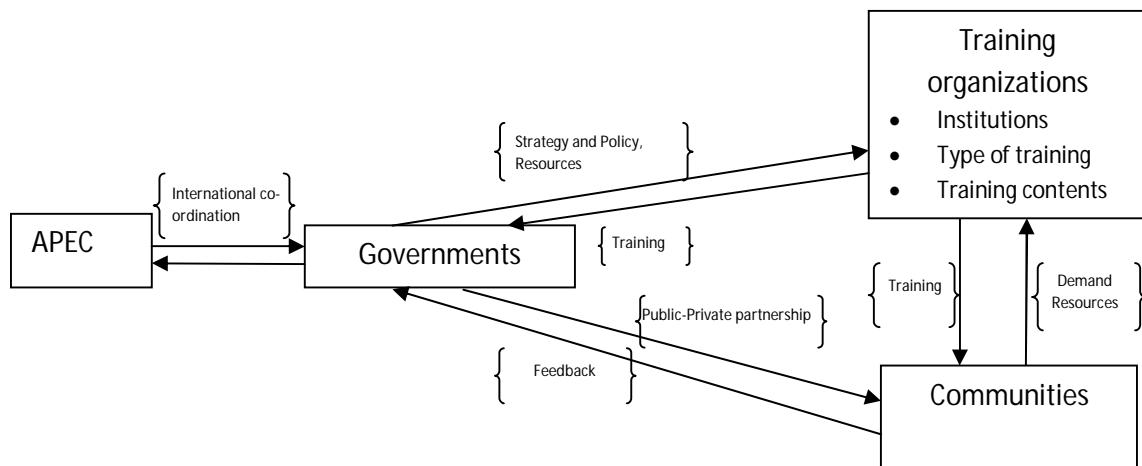 Training
organizations
• Institutions
• Type of training
• Training contents
Strategy and Policy,
Resources
International co-
ordination
APEC
Governments
Training
Training
Demand
Resources
Public-Private partnership
Feedback
Communities